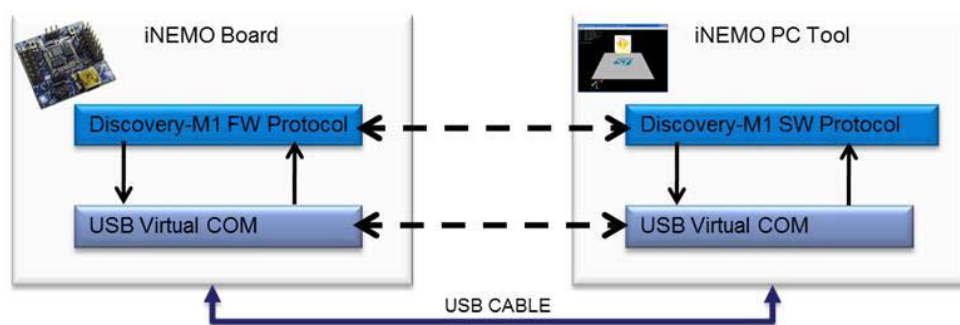 iNEMO Board
iNEMO PC Tool
Discovery-M1 FW Protocol
Discovery-M1 SW Protocol
USB Virtual COM
USB Virtual COM
USB CABLE